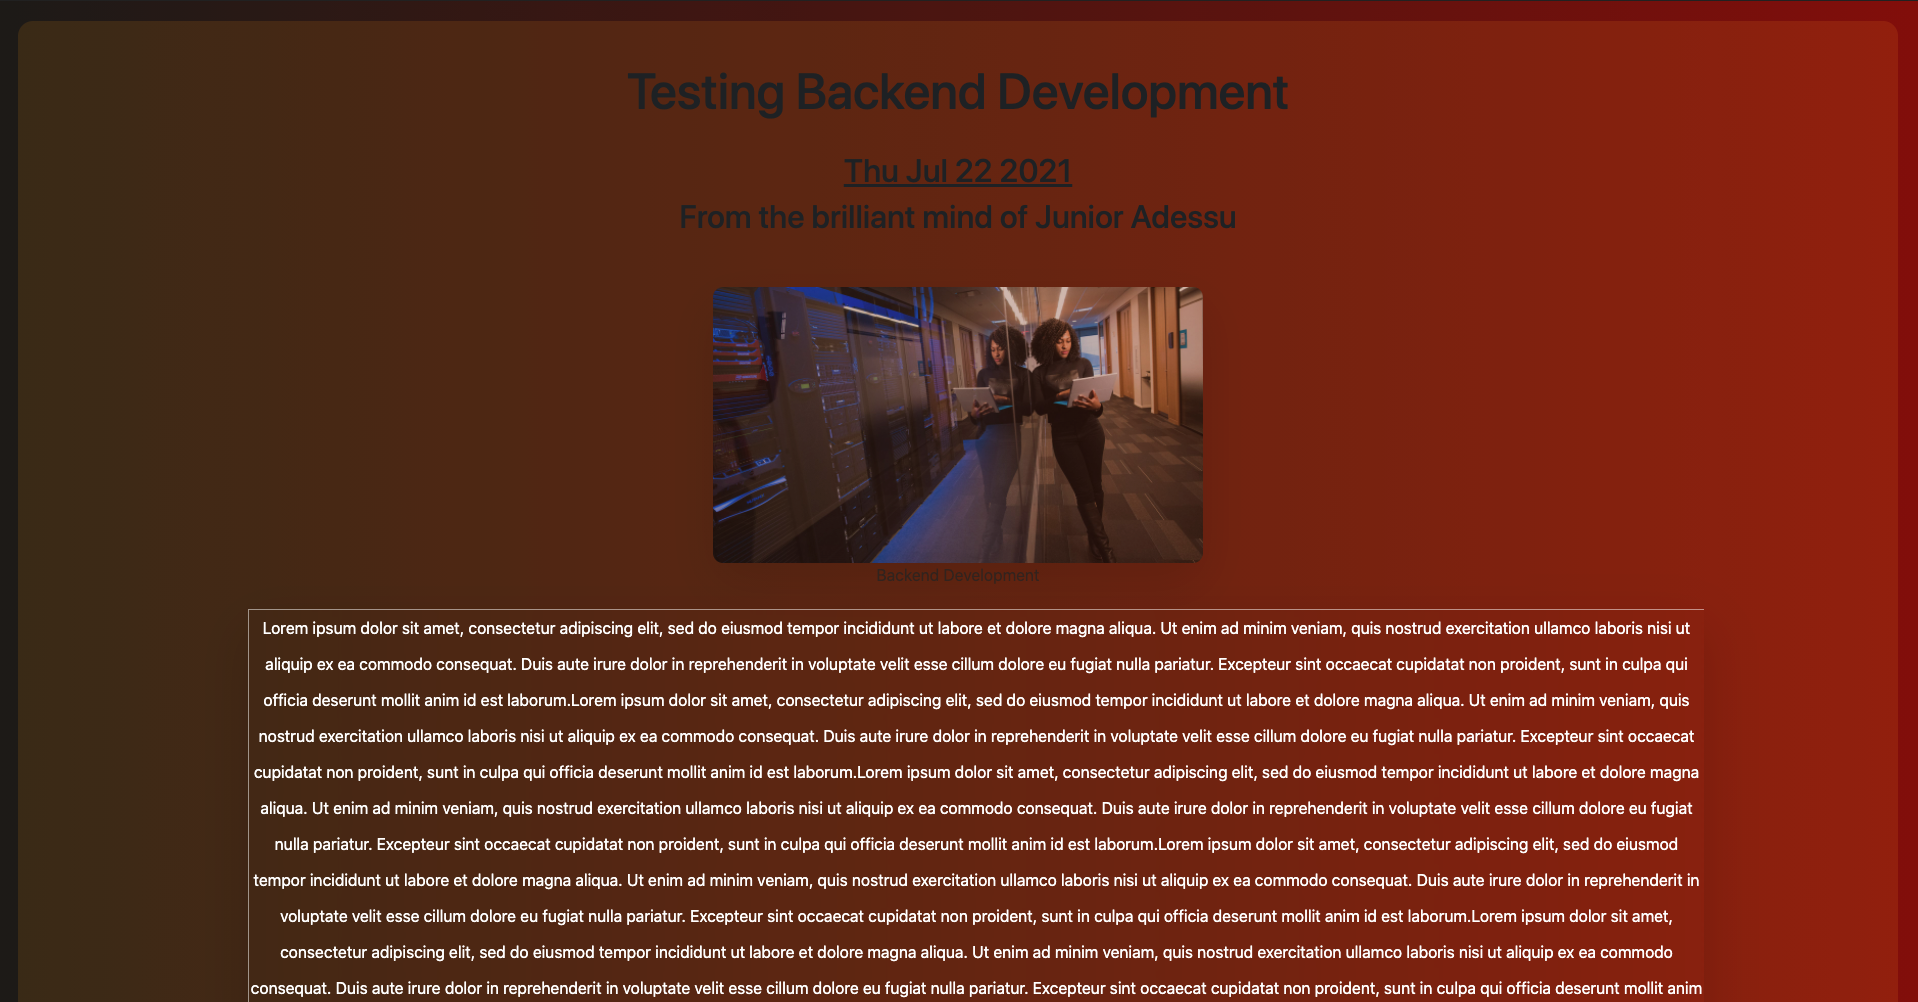 Testing Backend Development
Thu Jul 22 2021
From the brilliant mind of Junior Adessu
Backend Development
Lorem ipsum dolor sit amet, consectetur adipiscing elit, sed do eiusmod tempor incididunt ut labore et dolore magna aliqua. Ut enim ad minim veniam, quis nostrud exercitation ullamco laboris nisi ut
aliquip ex ea commodo consequat. Duis aute irure dolor in reprehenderit in voluptate velit esse cillum dolore eu fugiat nulla pariatur. Excepteur sint occaecat cupidatat non proident, sunt in culpa qui
officia deserunt mollit anim id est laborum.Lorem ipsum dolor sit amet, consectetur adipiscing elit, sed do eiusmod tempor incididunt ut labore et dolore magna aliqua. Ut enim ad minim veniam, quis
nostrud exercitation ullamco laboris nisi ut aliquip ex ea commodo consequat. Duis aute irure dolor in reprehenderit in voluptate velit esse cillum dolore eu fugiat nulla pariatur. Excepteur sint occaecat
cupidatat non proident, sunt in culpa qui officia deserunt mollit anim id est laborum.Lorem ipsum dolor sit amet, consectetur adipiscing elit, sed do eiusmod tempor incididunt ut labore et dolore magna
aliqua. Ut enim ad minim veniam, quis nostrud exercitation ullamco laboris nisi ut aliquip ex ea commodo consequat. Duis aute irure dolor in reprehenderit in voluptate velit esse cillum dolore eu fugiat
nulla pariatur. Excepteur sint occaecat cupidatat non proident, sunt in culpa qui officia deserunt mollit anim id est laborum.Lorem ipsum dolor sit amet, consectetur adipiscing elit, sed do eiusmod
tempor incididunt ut labore et dolore magna aliqua. Ut enim ad minim veniam, quis nostrud exercitation ullamco laboris nisi ut aliquip ex ea commodo consequat. Duis aute irure dolor in reprehenderit in
voluptate velit esse cillum dolore eu fugiat nulla pariatur. Excepteur sint occaecat cupidatat non proident, sunt in culpa qui officia deserunt mollit anim id est laborum.Lorem ipsum dolor sit amet,
consectetur adipiscing elit, sed do eiusmod tempor incididunt ut labore et dolore magna aliqua. Ut enim ad minim veniam, quis nostrud exercitation ullamco laboris nisi ut aliquip ex ea commodo
consequat. Duis aute irure dolor in reprehenderit in voluptate velit esse cillum dolore eu fugiat nulla pariatur. Excepteur sint occaecat cupidatat non proident, sunt in culpa qui officia deserunt mollit anim